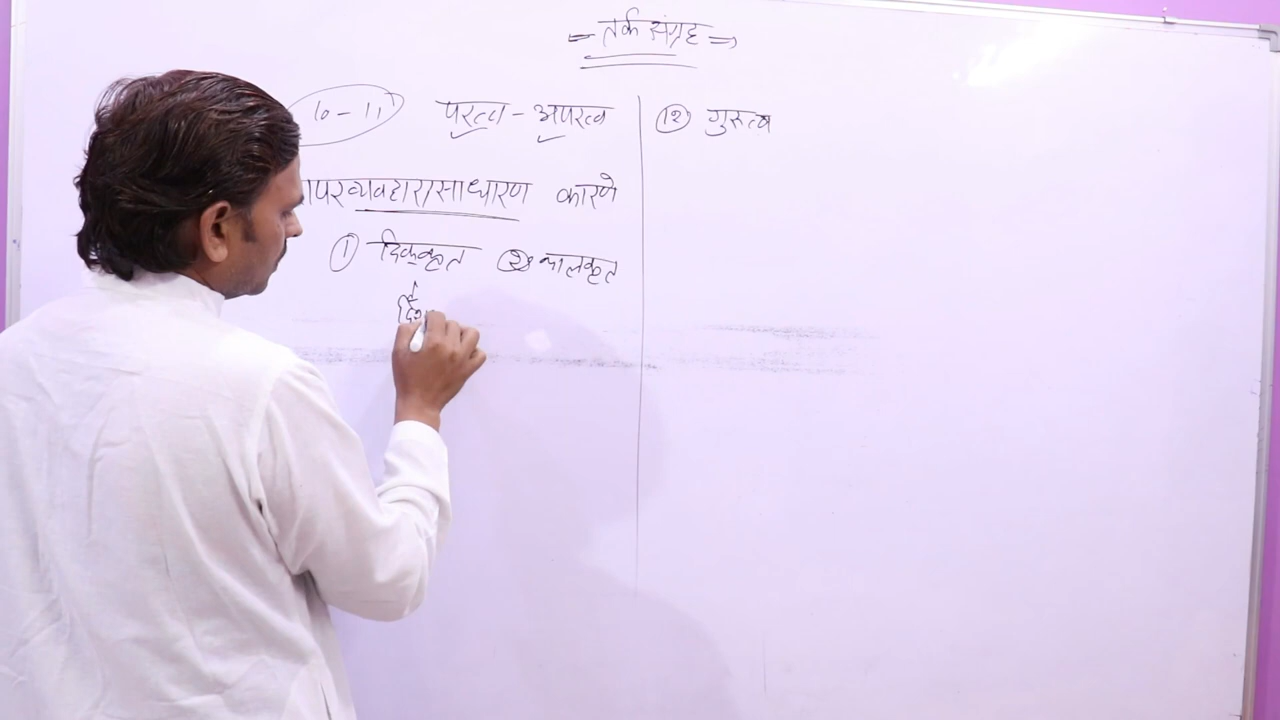 = तर्क संग्रह =
10-11 परत्व - अपरत्व
परव्यवहारासाधारण कारणे
① दिक्कृत ② कालकृत
⑫ गुरुत्व